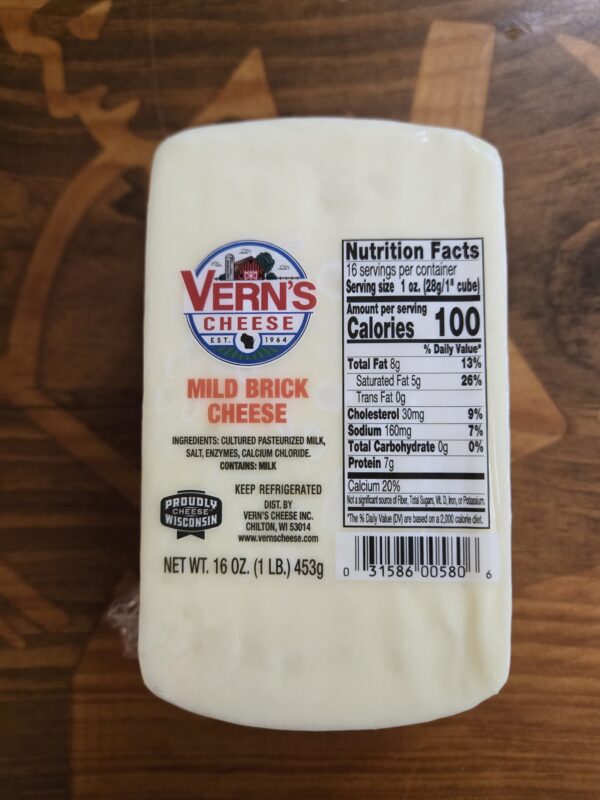 VERN'S
CHEESE
EST. 1964
MILD BRICK
CHEESE
INGREDIENTS: CULTURED PASTEURIZED MILK,
SALT, ENZYMES, CALCIUM CHLORIDE.
CONTAINS: MILK
PROUDLY
CHEESE
WISCONSIN
KEEP REFRIGERATED
DIST. BY
VERN'S CHEESE INC.
CHILTON, WI 53014
www.vernscheese.com
NET WT. 16 OZ. (1 LB.) 453g
Nutrition Facts
16 servings per container
Serving size 1 oz. (28g/1" cube)
Amount per serving
Calories 100
% Daily Value*
Total Fat 8g 13%
Saturated Fat 5g 26%
Trans Fat 0g
Cholesterol 30mg 9%
Sodium 160mg 7%
Total Carbohydrate 0g 0%
Protein 7g
Calcium 20%
Not a significant source of Fiber, Total Sugars, Vit. D, Iron, or Potassium.
*The % Daily Value (DV) are based on a 2,000 calorie diet.
0 31586 00580 6